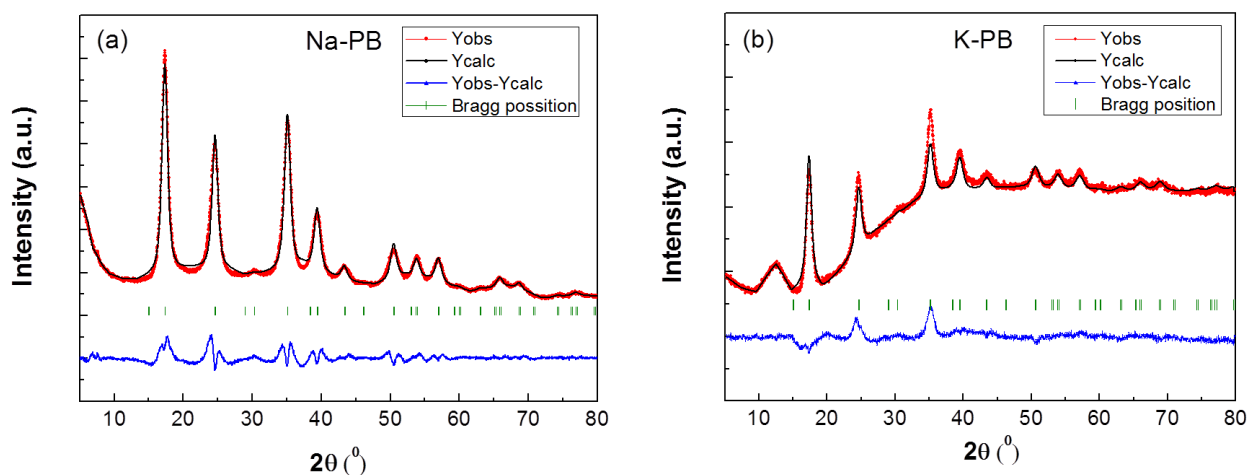 (a)
Na-PB
Yobs
Ycalc
Yobs-Ycalc
Bragg possition
Intensity (a.u.)
10 20 30 40 50 60 70 80
2θ (⁰)
(b)
K-PB
Yobs
Ycalc
Yobs-Ycalc
Bragg position
Intensity (a.u.)
10 20 30 40 50 60 70 80
2θ (⁰)